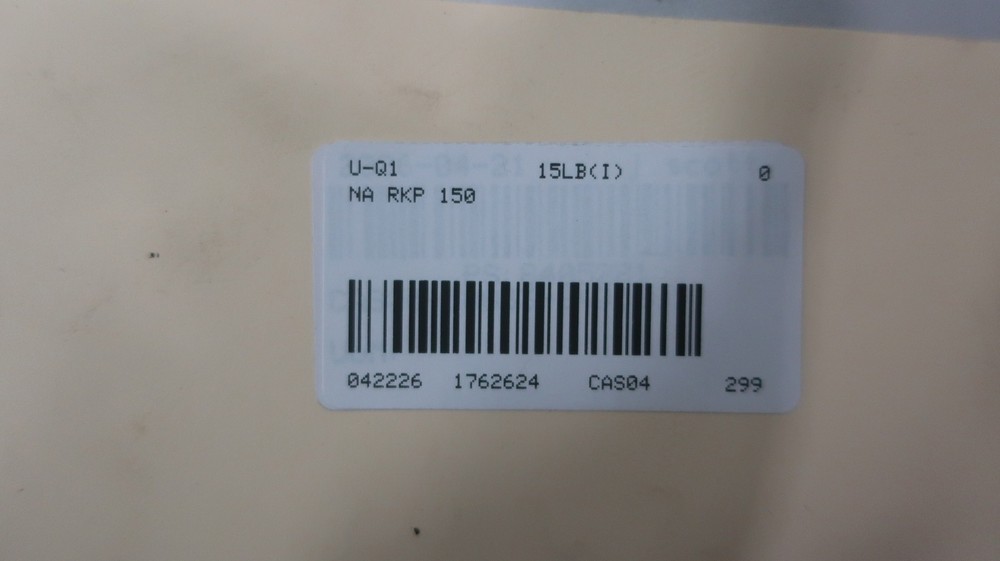 U-Q1 15LB(I) 0
NA RKP 150
042226 1762624 CAS04 299